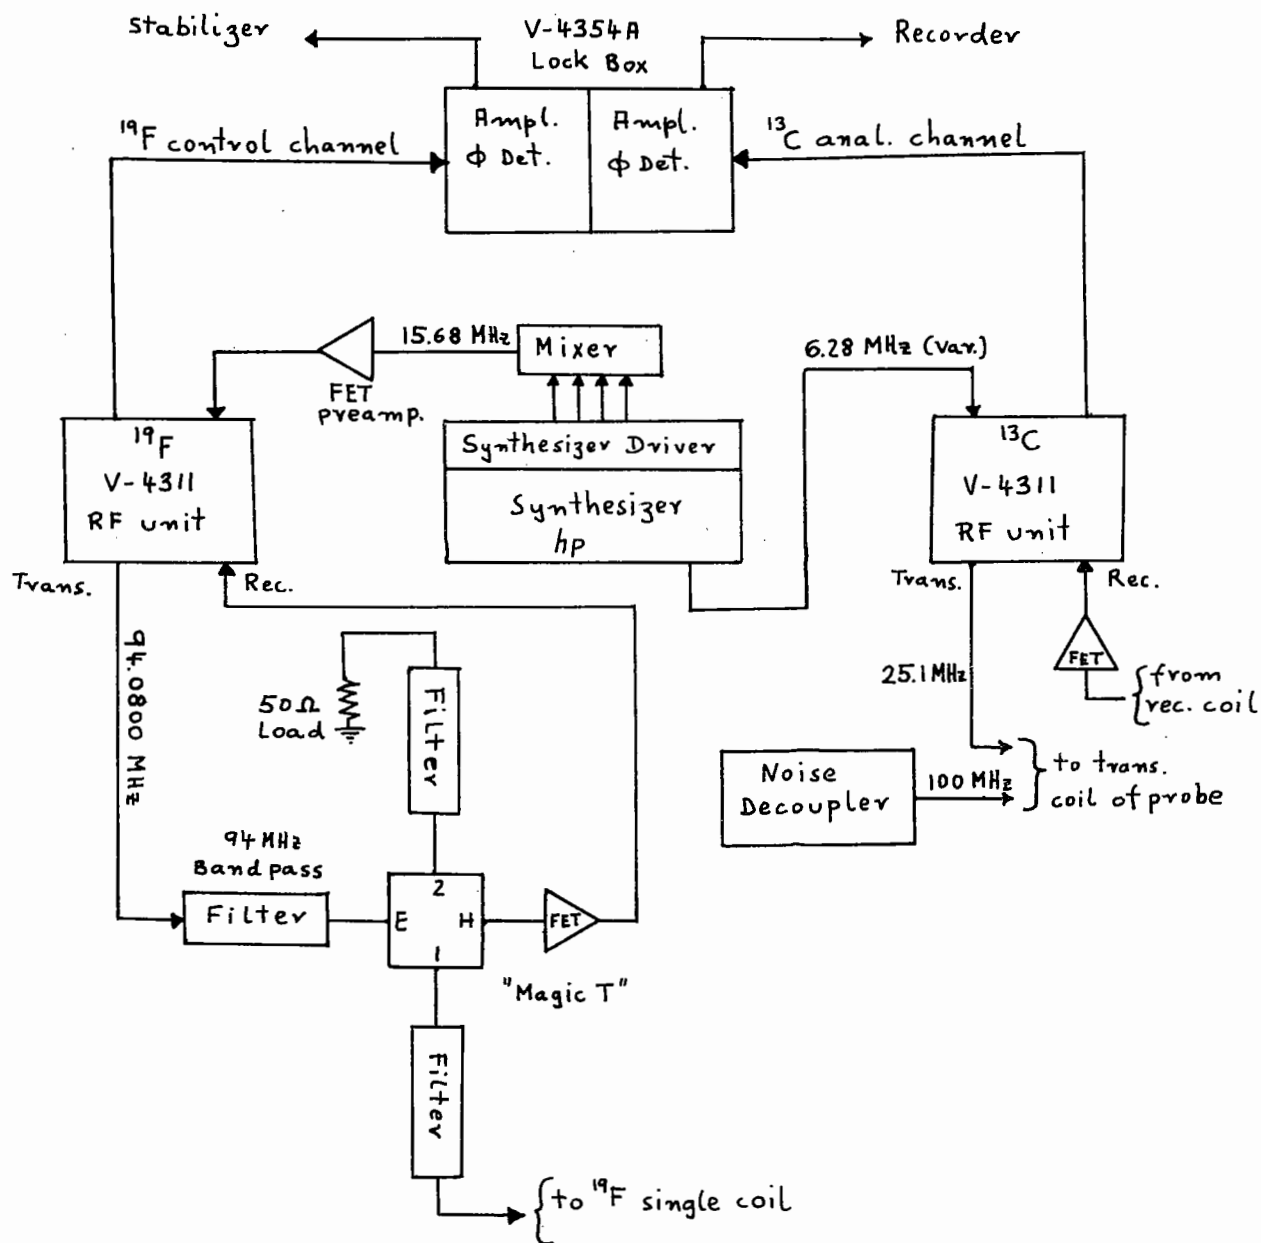 Stabilizer
V-4354A
Lock Box
Recorder
Ampl.
Φ Det.
Ampl.
Φ Det.
¹⁹F control channel
¹³C anal. channel
15.68 MHz
Mixer
FET
preamp.
6.28 MHz (Var.)
¹⁹F
V-4311
RF unit
Synthesizer Driver
Synthesizer
hp
¹³C
V-4311
RF unit
Trans.
Rec.
Trans.
Rec.
94.0800 MHz
50Ω
Load
Filter
25.1 MHz
FET
from
rec. coil
Noise
Decoupler
100 MHz
to trans.
coil of probe
94 MHz
Band pass
Filter
2
E
H
1
FET
"Magic T"
Filter
to ¹⁹F single coil